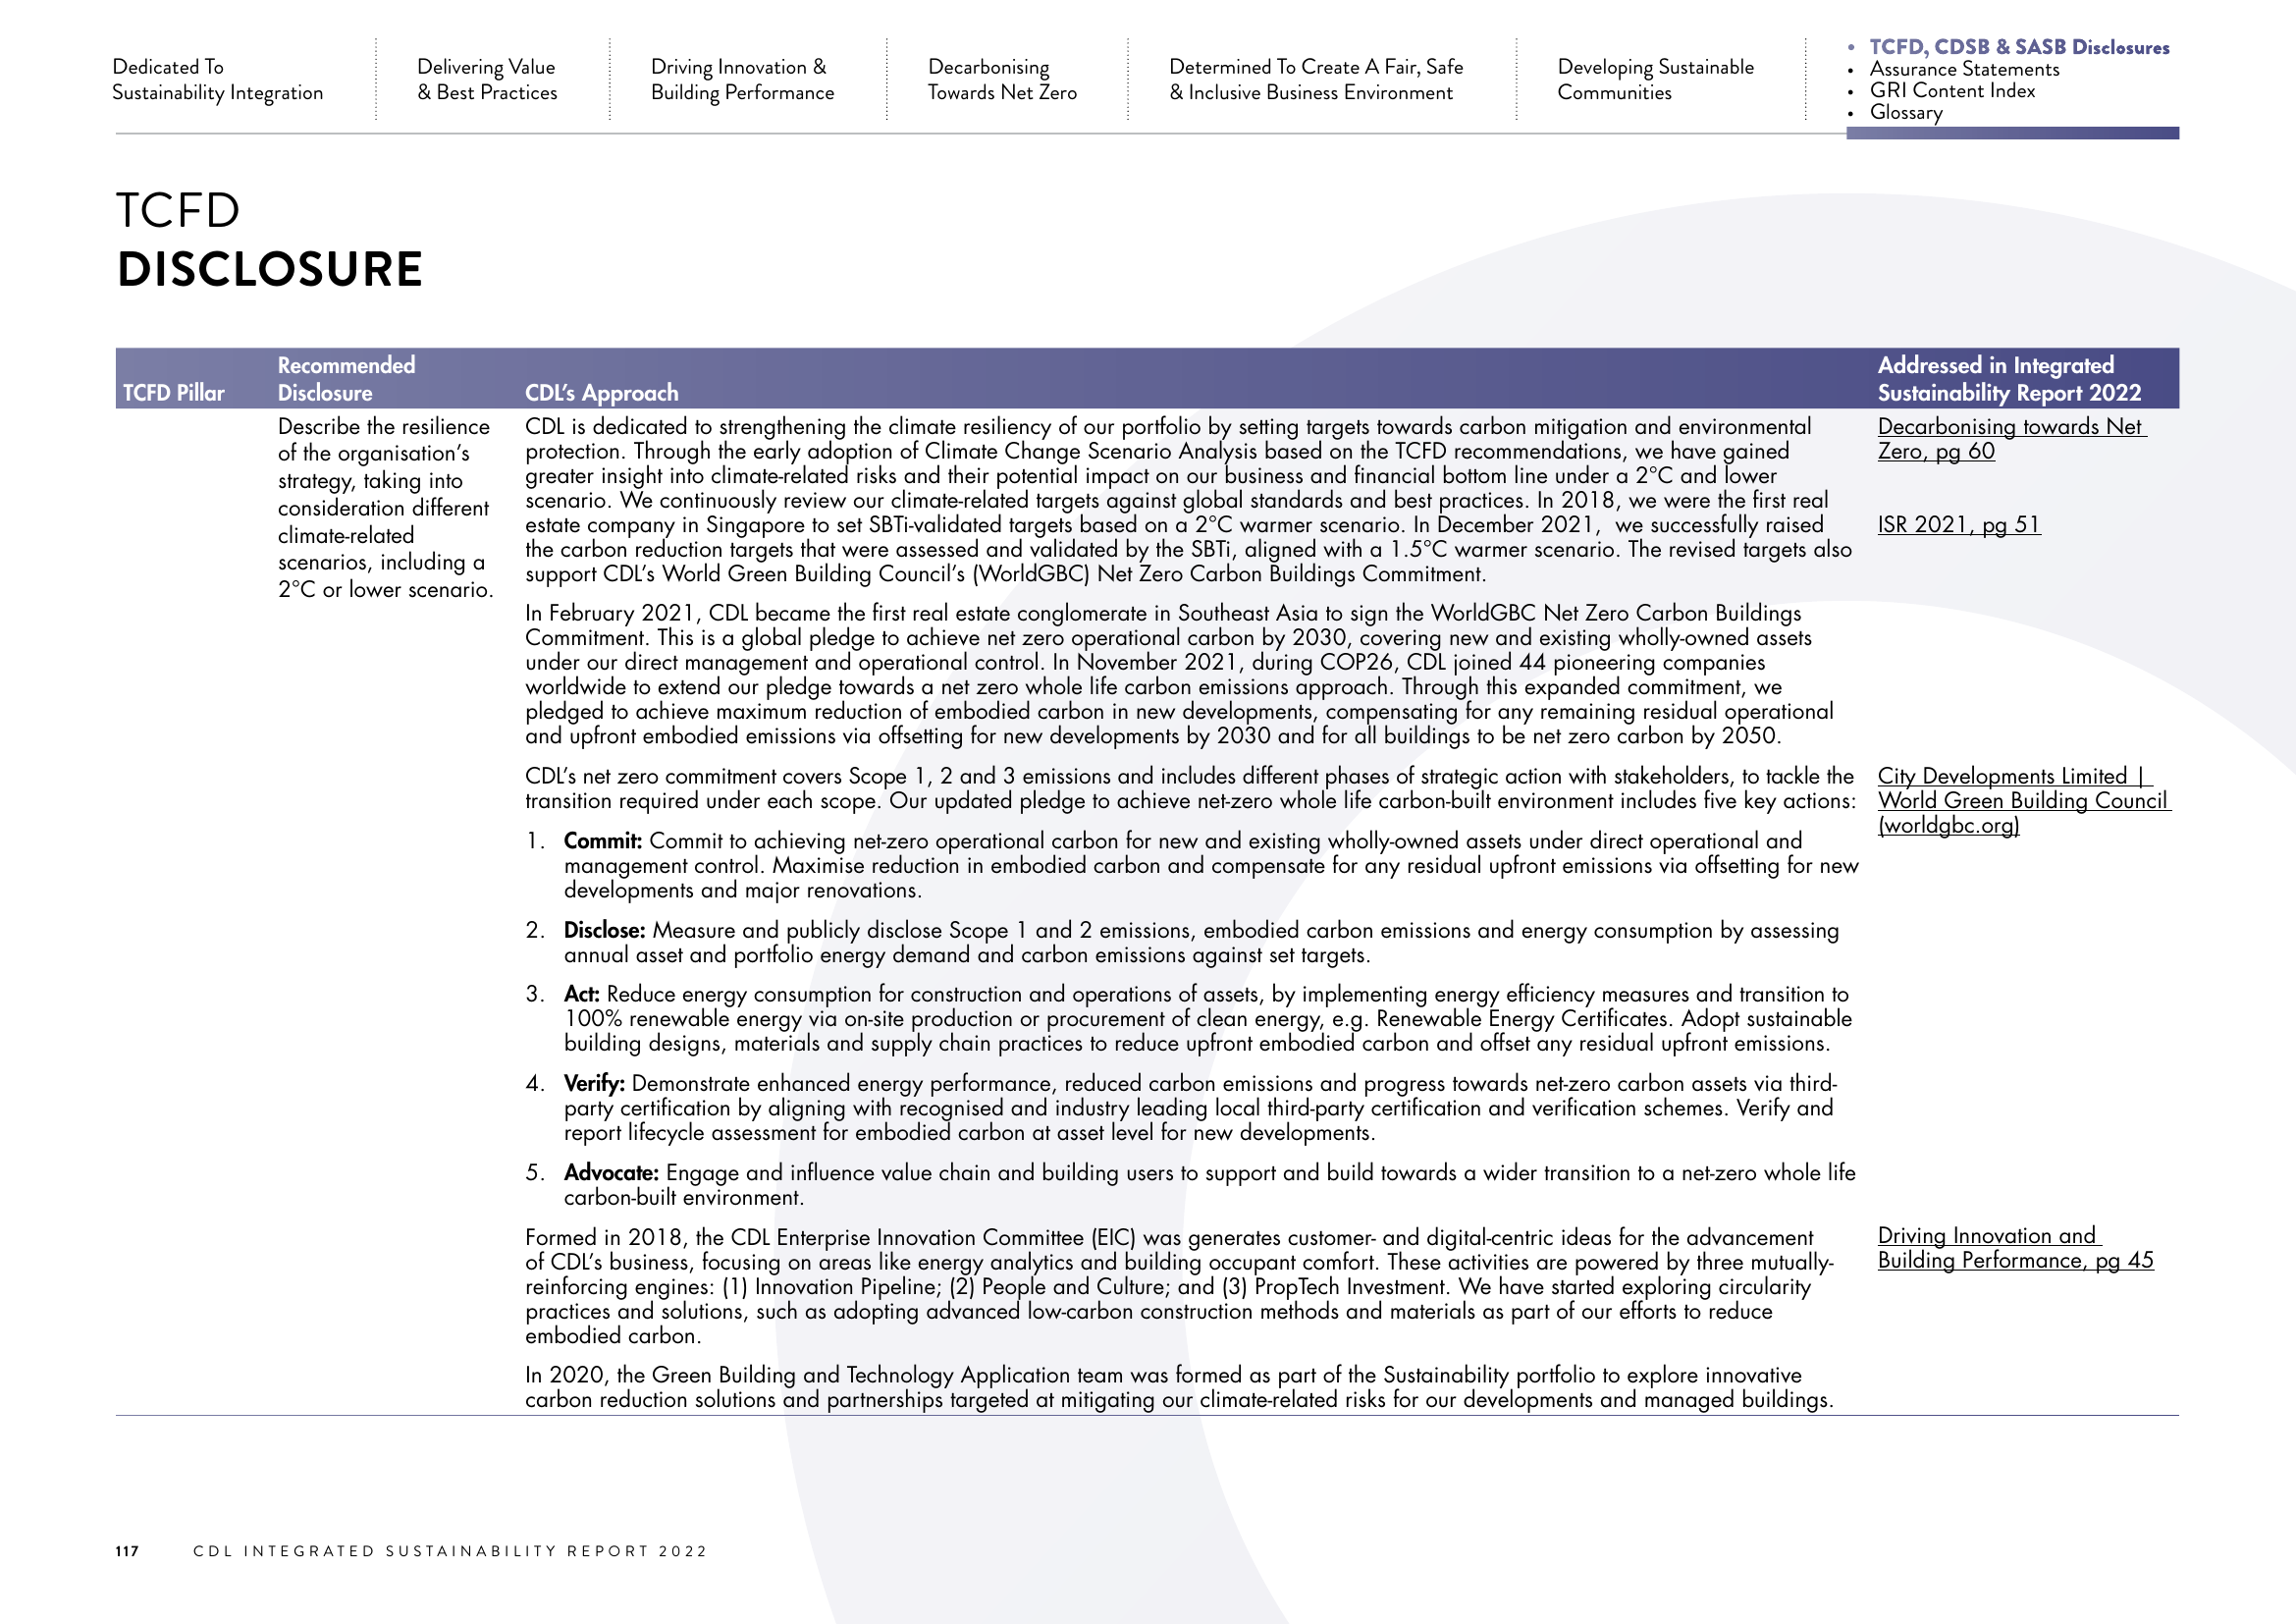 Dedicated To
Sustainability Integration
Delivering Value
& Best Practices
Driving Innovation &
Building Performance
Decarbonising
Towards Net Zero
Determined To Create A Fair, Safe
& Inclusive Business Environment
Developing Sustainable
Communities
• TCFD, CDSB & SASB Disclosures
• Assurance Statements
• GRI Content Index
• Glossary
TCFD
DISCLOSURE
TCFD Pillar
Recommended
Disclosure
CDL's Approach
Addressed in Integrated
Sustainability Report 2022
Describe the resilience
of the organisation's
strategy, taking into
consideration different
climate-related
scenarios, including a
2°C or lower scenario.
CDL is dedicated to strengthening the climate resiliency of our portfolio by setting targets towards carbon mitigation and environmental
protection. Through the early adoption of Climate Change Scenario Analysis based on the TCFD recommendations, we have gained
greater insight into climate-related risks and their potential impact on our business and financial bottom line under a 2°C and lower
scenario. We continuously review our climate-related targets against global standards and best practices. In 2018, we were the first real
estate company in Singapore to set SBTi-validated targets based on a 2°C warmer scenario. In December 2021,  we successfully raised
the carbon reduction targets that were assessed and validated by the SBTi, aligned with a 1.5°C warmer scenario. The revised targets also
support CDL's World Green Building Council's (WorldGBC) Net Zero Carbon Buildings Commitment.
Decarbonising towards Net
Zero, pg 60
ISR 2021, pg 51
In February 2021, CDL became the first real estate conglomerate in Southeast Asia to sign the WorldGBC Net Zero Carbon Buildings
Commitment. This is a global pledge to achieve net zero operational carbon by 2030, covering new and existing wholly-owned assets
under our direct management and operational control. In November 2021, during COP26, CDL joined 44 pioneering companies
worldwide to extend our pledge towards a net zero whole life carbon emissions approach. Through this expanded commitment, we
pledged to achieve maximum reduction of embodied carbon in new developments, compensating for any remaining residual operational
and upfront embodied emissions via offsetting for new developments by 2030 and for all buildings to be net zero carbon by 2050.
CDL's net zero commitment covers Scope 1, 2 and 3 emissions and includes different phases of strategic action with stakeholders, to tackle the
transition required under each scope. Our updated pledge to achieve net-zero whole life carbon-built environment includes five key actions:
City Developments Limited |
World Green Building Council
(worldgbc.org)
1. Commit: Commit to achieving net-zero operational carbon for new and existing wholly-owned assets under direct operational and
management control. Maximise reduction in embodied carbon and compensate for any residual upfront emissions via offsetting for new
developments and major renovations.
2. Disclose: Measure and publicly disclose Scope 1 and 2 emissions, embodied carbon emissions and energy consumption by assessing
annual asset and portfolio energy demand and carbon emissions against set targets.
3. Act: Reduce energy consumption for construction and operations of assets, by implementing energy efficiency measures and transition to
100% renewable energy via on-site production or procurement of clean energy, e.g. Renewable Energy Certificates. Adopt sustainable
building designs, materials and supply chain practices to reduce upfront embodied carbon and offset any residual upfront emissions.
4. Verify: Demonstrate enhanced energy performance, reduced carbon emissions and progress towards net-zero carbon assets via third-
party certification by aligning with recognised and industry leading local third-party certification and verification schemes. Verify and
report lifecycle assessment for embodied carbon at asset level for new developments.
5. Advocate: Engage and influence value chain and building users to support and build towards a wider transition to a net-zero whole life
carbon-built environment.
Formed in 2018, the CDL Enterprise Innovation Committee (EIC) was generates customer- and digital-centric ideas for the advancement
of CDL's business, focusing on areas like energy analytics and building occupant comfort. These activities are powered by three mutually-
reinforcing engines: (1) Innovation Pipeline; (2) People and Culture; and (3) PropTech Investment. We have started exploring circularity
practices and solutions, such as adopting advanced low-carbon construction methods and materials as part of our efforts to reduce
embodied carbon.
Driving Innovation and
Building Performance, pg 45
In 2020, the Green Building and Technology Application team was formed as part of the Sustainability portfolio to explore innovative
carbon reduction solutions and partnerships targeted at mitigating our climate-related risks for our developments and managed buildings.
117 CDL INTEGRATED SUSTAINABILITY REPORT 2022